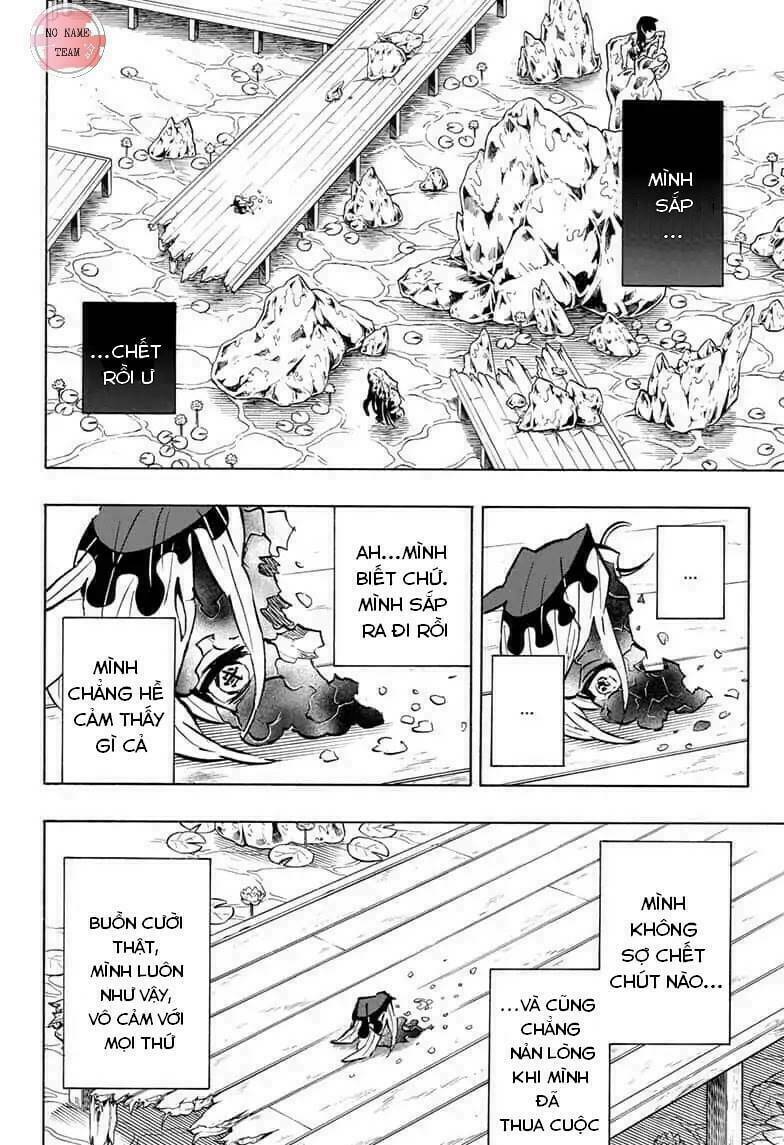 NO NAME
TEAM
MÌNH
SẮP
...
...CHẾT
RỒI Ư
...
...
AH...MÌNH
BIẾT CHỨ.
MÌNH SẮP
RA ĐI RỒI
MÌNH
CHẲNG HỀ
CẢM THẤY
GÌ CẢ
MÌNH
KHÔNG
SỢ CHẾT
CHÚT NÀO...
...VÀ CŨNG
CHẲNG
NẢN LÒNG
KHI MÌNH
ĐÃ
THUA CUỘC
BUỒN CƯỜI
THẬT,
MÌNH LUÔN
NHƯ VẬY,
VÔ CẢM VỚI
MỌI THỨ